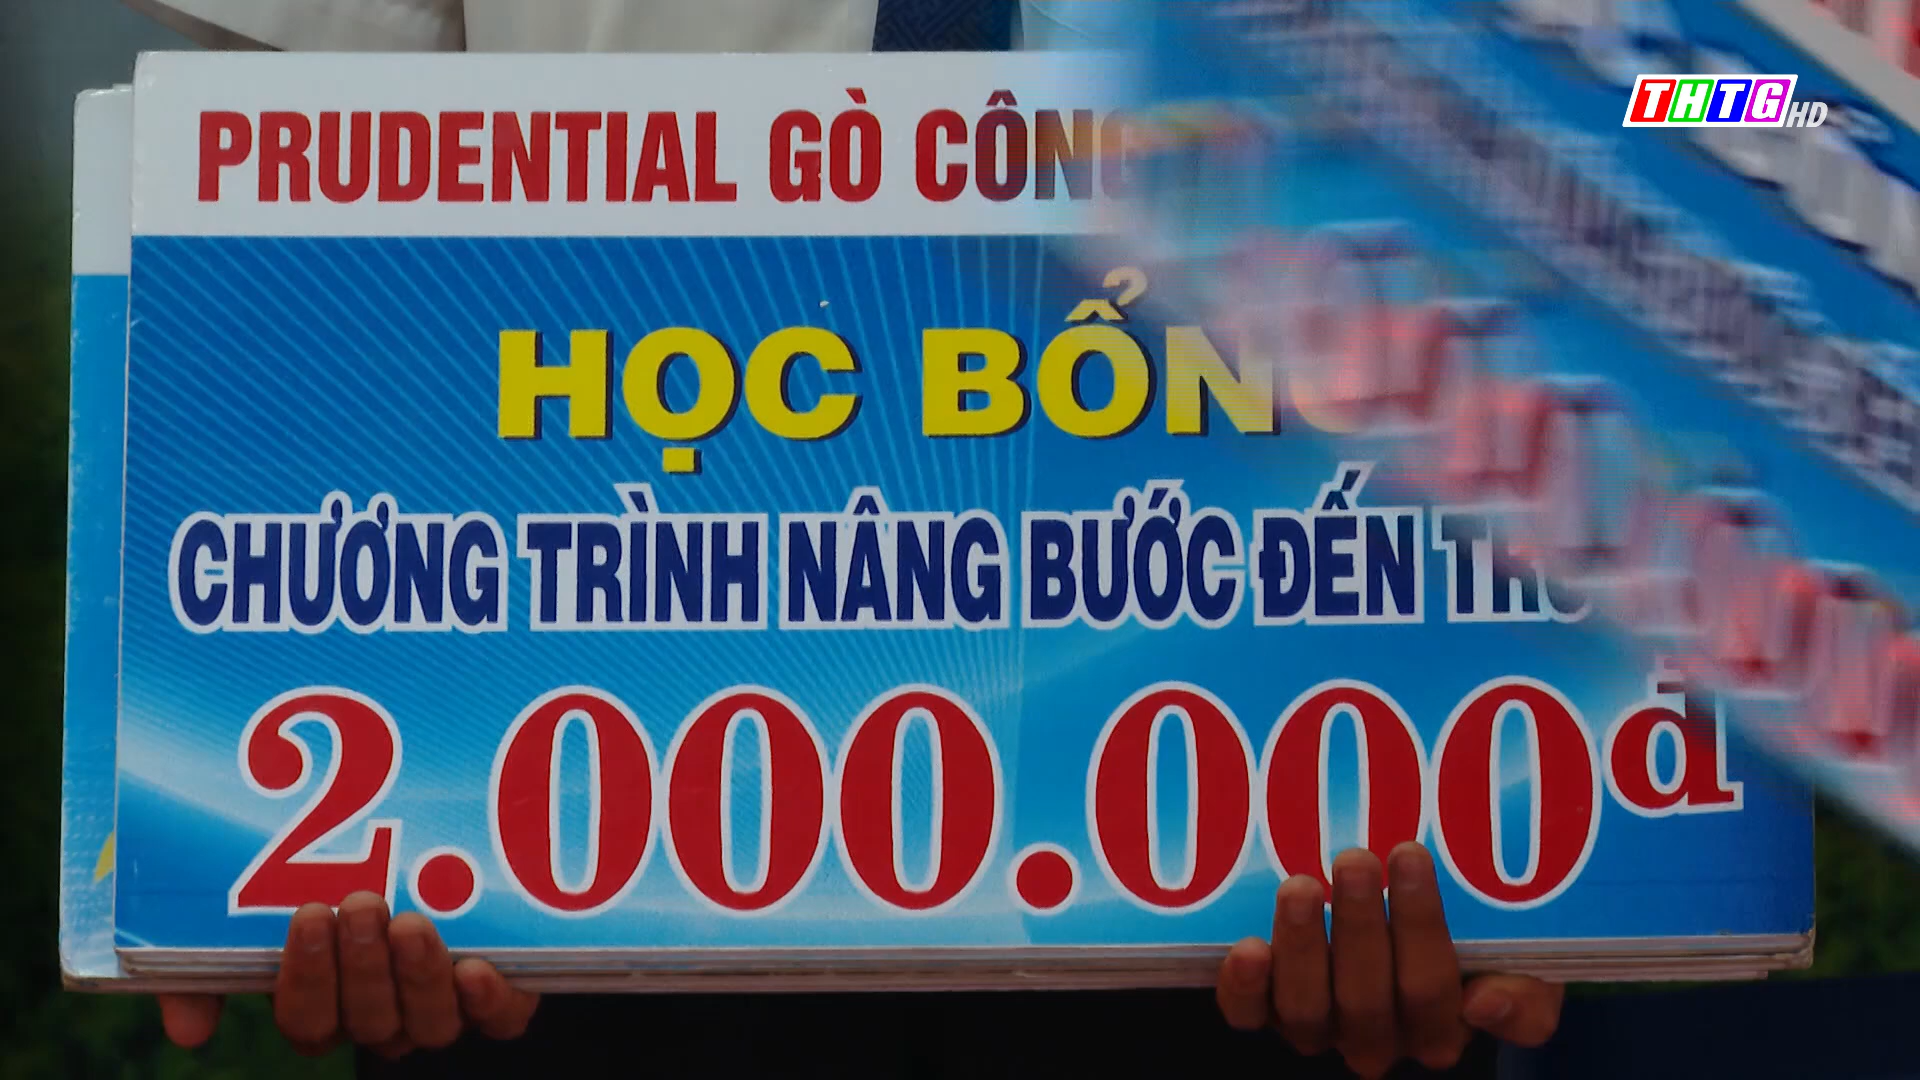 THTG HD
PRUDENTIAL GÒ CÔNG
HỌC BỔNG
CHƯƠNG TRÌNH NÂNG BƯỚC ĐẾN
2.000.000đ